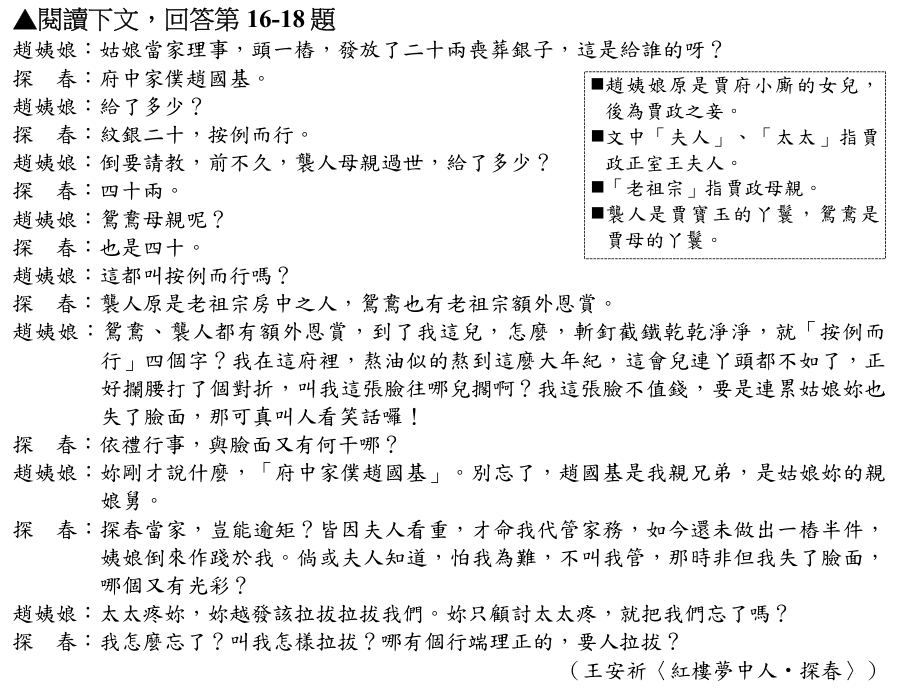 ▲閱讀下文，回答第 16-18 題
趙姨娘：姑娘當家理事，頭一樁，發放了二十兩喪葬銀子，這是給誰的呀？
探　春：府中家僕趙國基。
趙姨娘：給了多少？
探　春：紋銀二十，按例而行。
趙姨娘：倒要請教，前不久，襲人母親過世，給了多少？
探　春：四十兩。
趙姨娘：鴛鴦母親呢？
探　春：也是四十。
趙姨娘：這都叫按例而行嗎？
探　春：襲人原是老祖宗房中之人，鴛鴦也有老祖宗額外恩賞。
趙姨娘：鴛鴦、襲人都有額外恩賞，到了我這兒，怎麼，斬釘截鐵乾乾淨淨，就「按例而
行」四個字？我在這府裡，熬油似的熬到這麼大年紀，這會兒連丫頭都不如了，正
好攔腰打了個對折，叫我這張臉往哪兒擱啊？我這張臉不值錢，要是連累姑娘妳也
失了臉面，那可真叫人看笑話囉！
探　春：依禮行事，與臉面又有何干哪？
趙姨娘：妳剛才說什麼，「府中家僕趙國基」。別忘了，趙國基是我親兄弟，是姑娘妳的親
娘舅。
探　春：探春當家，豈能逾矩？皆因夫人看重，才命我代管家務，如今還未做出一樁半件，
姨娘倒來作踐於我。倘或夫人知道，怕我為難，不叫我管，那時非但我失了臉面，
哪個又有光彩？
趙姨娘：太太疼妳，妳越發該拉拔拉拔我們。妳只顧討太太疼，就把我們忘了嗎？
探　春：我怎麼忘了？叫我怎樣拉拔？哪有個行端理正的，要人拉拔？
（王安祈〈紅樓夢中人‧探春〉）
■趙姨娘原是賈府小廝的女兒，
後為賈政之妾。
■文中「夫人」、「太太」指賈
政正室王夫人。
■「老祖宗」指賈政母親。
■襲人是賈寶玉的丫鬟，鴛鴦是
賈母的丫鬟。